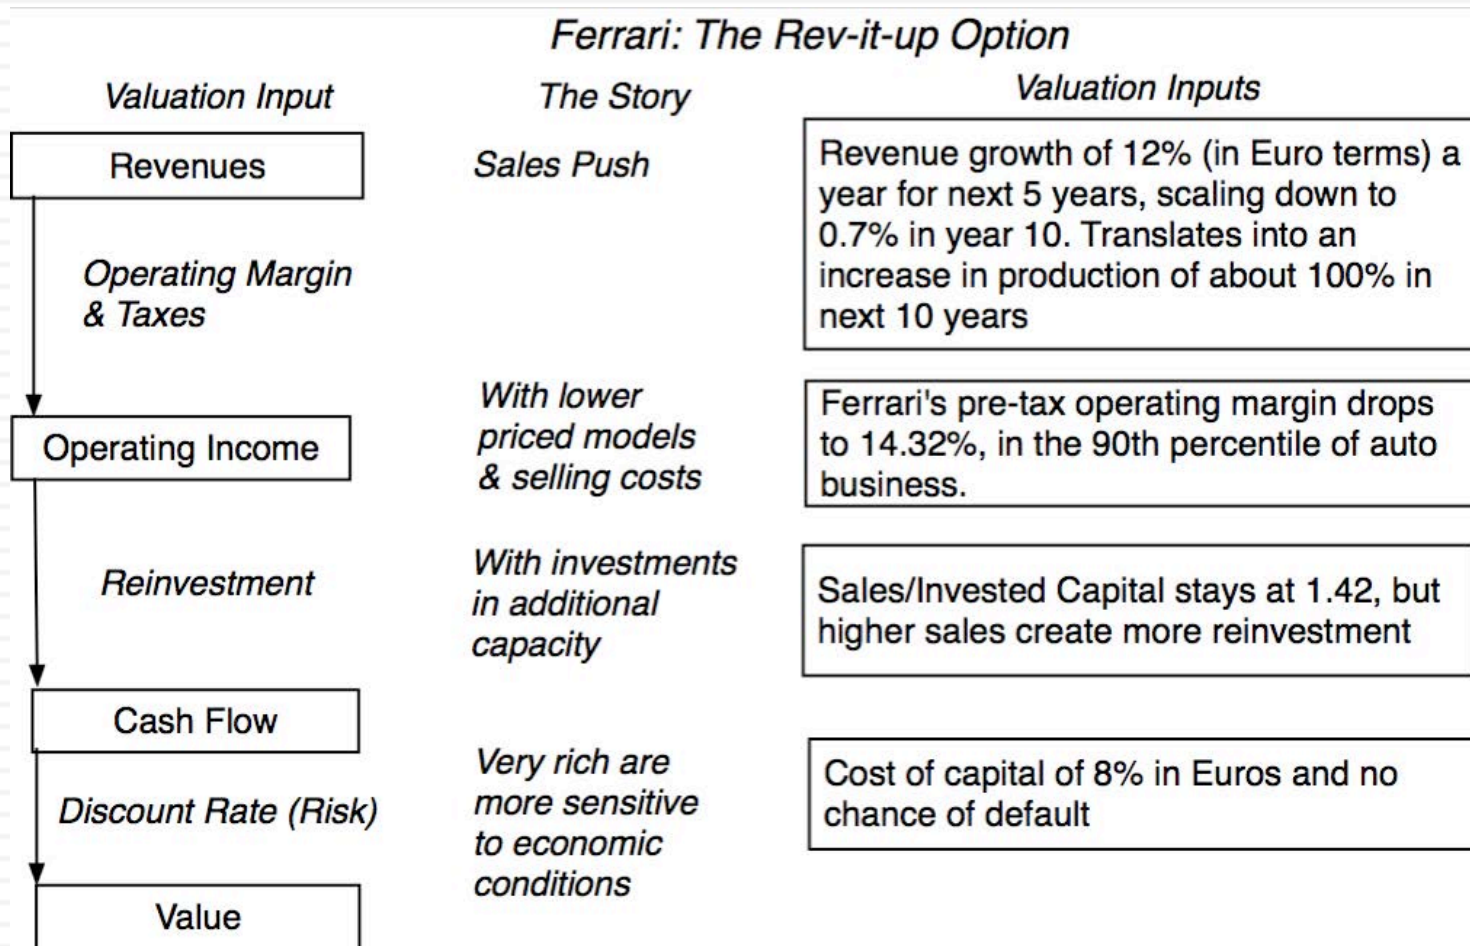 Ferrari: The Rev-it-up Option
Valuation Input
The Story
Valuation Inputs
Revenues
Sales Push
Revenue growth of 12% (in Euro terms) a
year for next 5 years, scaling down to
0.7% in year 10. Translates into an
increase in production of about 100% in
next 10 years
Operating Margin
& Taxes
Operating Income
With lower
priced models
& selling costs
Ferrari's pre-tax operating margin drops
to 14.32%, in the 90th percentile of auto
business.
Reinvestment
With investments
in additional
capacity
Sales/Invested Capital stays at 1.42, but
higher sales create more reinvestment
Cash Flow
Discount Rate (Risk)
Very rich are
more sensitive
to economic
conditions
Cost of capital of 8% in Euros and no
chance of default
Value